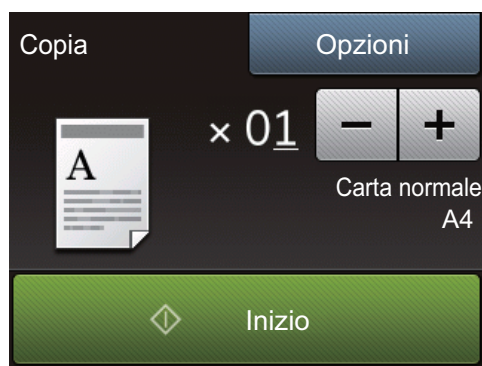 Copia
Opzioni
× 01
− +
A
Carta normale
A4
Inizio